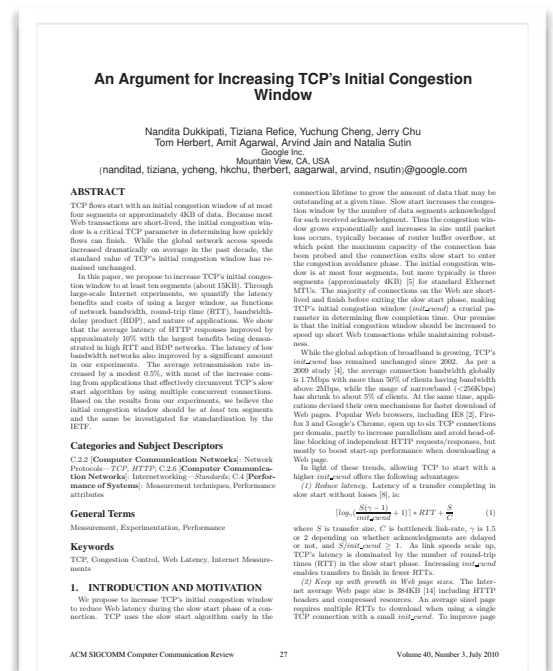 An Argument for Increasing TCP's Initial Congestion
Window
Nandita Dukkipati, Tiziana Refice, Yuchung Cheng, Jerry Chu
Tom Herbert, Amit Agarwal, Arvind Jain and Natalia Sutin
Google Inc.
Mountain View, CA, USA
{nanditad, tiziana, ycheng, hkchu, therbert, aagarwal, arvind, nsutin}@google.com
ABSTRACT
TCP flows start with an initial congestion window of at most
four segments or approximately 4KB of data. Because most
Web transactions are short-lived, the initial congestion win-
dow is a critical TCP parameter in determining how quickly
flows can finish. While the global network access speeds
increased dramatically on average in the past decade, the
standard value of TCP's initial congestion window has re-
mained unchanged.
In this paper, we propose to increase TCP's initial conges-
tion window to at least ten segments (about 15KB). Through
large-scale Internet experiments, we quantify the latency
benefits and costs of using a larger window, as functions
of network bandwidth, round-trip time (RTT), bandwidth-
delay product (BDP), and nature of applications. We show
that the average latency of HTTP responses improved by
approximately 10% with the largest benefits being demon-
strated in high RTT and BDP networks. The latency of low
bandwidth networks also improved by a significant amount
in our experiments. The average retransmission rate in-
creased by a modest 0.5%, with most of the increase com-
ing from applications that effectively circumvent TCP's slow
start algorithm by using multiple concurrent connections.
Based on the results from our experiments, we believe the
initial congestion window should be at least ten segments
and the same be investigated for standardization by the
IETF.
Categories and Subject Descriptors
C.2.2 [Computer Communication Networks]: Network
Protocols—TCP, HTTP; C.2.6 [Computer Communica-
tion Networks]: Internetworking—Standards; C.4 [Perfor-
mance of Systems]: Measurement techniques, Performance
attributes
General Terms
Measurement, Experimentation, Performance
Keywords
TCP, Congestion Control, Web Latency, Internet Measure-
ments
1. INTRODUCTION AND MOTIVATION
We propose to increase TCP's initial congestion window
to reduce Web latency during the slow start phase of a con-
nection. TCP uses the slow start algorithm early in the
connection lifetime to grow the amount of data that may be
outstanding at a given time. Slow start increases the conges-
tion window by the number of data segments acknowledged
for each received acknowledgment. Thus the congestion win-
dow grows exponentially and increases in size until packet
loss occurs, typically because of router buffer overflow, at
which point the maximum capacity of the connection has
been probed and the connection exits slow start to enter
the congestion avoidance phase. The initial congestion win-
dow is at most four segments, but more typically is three
segments (approximately 4KB) [5] for standard Ethernet
MTUs. The majority of connections on the Web are short-
lived and finish before exiting the slow start phase, making
TCP's initial congestion window (init_cwnd) a crucial pa-
rameter in determining flow completion time. Our premise
is that the initial congestion window should be increased to
speed up short Web transactions while maintaining robust-
ness.
While the global adoption of broadband is growing, TCP's
init_cwnd has remained unchanged since 2002. As per a
2009 study [4], the average connection bandwidth globally
is 1.7Mbps with more than 50% of clients having bandwidth
above 2Mbps, while the usage of narrowband (<256Kbps)
has shrunk to about 5% of clients. At the same time, appli-
cations devised their own mechanisms for faster download of
Web pages. Popular Web browsers, including IE8 [2], Fire-
fox 3 and Google's Chrome, open up to six TCP connections
per domain, partly to increase parallelism and avoid head-of-
line blocking of independent HTTP requests/responses, but
mostly to boost start-up performance when downloading a
Web page.
In light of these trends, allowing TCP to start with a
higher init_cwnd offers the following advantages:
(1) Reduce latency. Latency of a transfer completing in
slow start without losses [8], is:
⌈logγ(S(γ − 1)/init_cwnd + 1)⌉ ∗ RTT + S/C (1)
where S is transfer size, C is bottleneck link-rate, γ is 1.5
or 2 depending on whether acknowledgments are delayed
or not, and S/init_cwnd ≥ 1. As link speeds scale up,
TCP's latency is dominated by the number of round-trip
times (RTT) in the slow start phase. Increasing init_cwnd
enables transfers to finish in fewer RTTs.
(2) Keep up with growth in Web page sizes. The Inter-
net average Web page size is 384KB [14] including HTTP
headers and compressed resources. An average sized page
requires multiple RTTs to download when using a single
TCP connection with a small init_cwnd. To improve page
ACM SIGCOMM Computer Communication Review 27 Volume 40, Number 3, July 2010